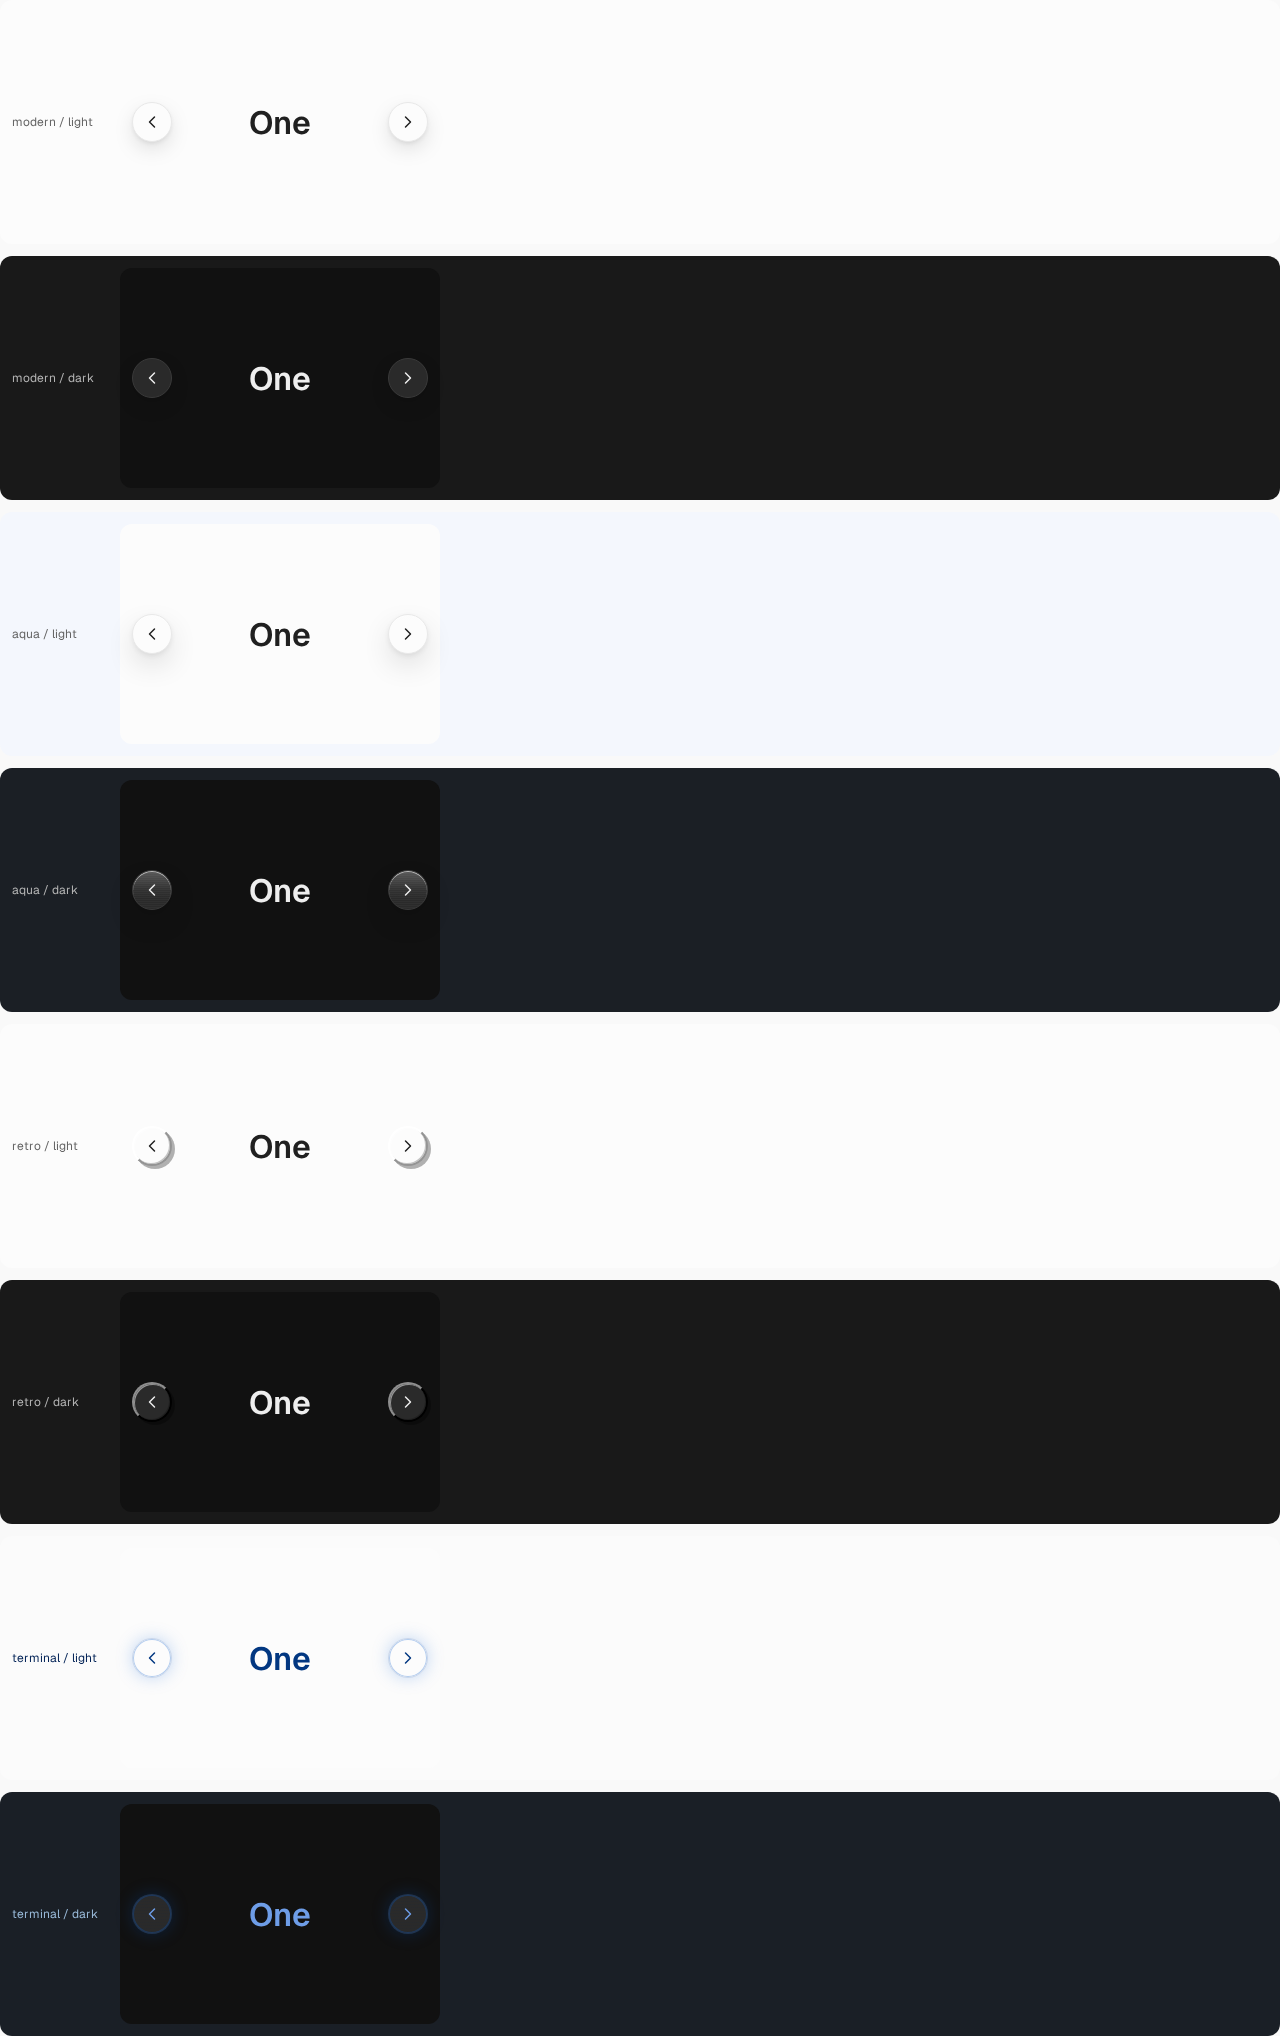 modern / light
One
modern / dark
One
aqua / light
One
aqua / dark
One
retro / light
One
retro / dark
One
terminal / light
One
terminal / dark
One